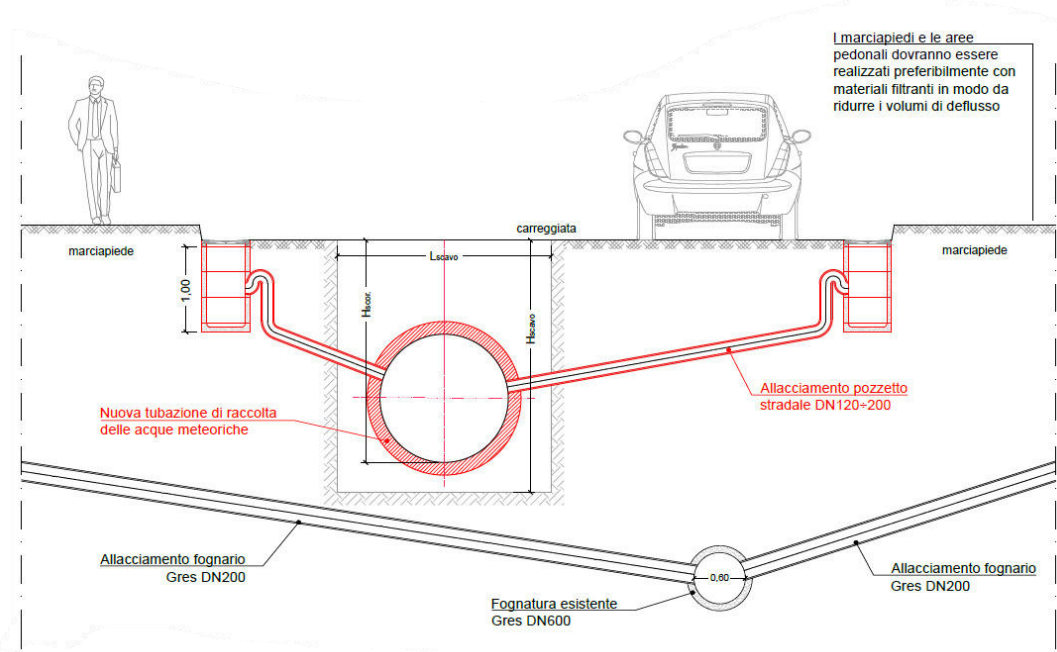 I marciapiedi e le aree
pedonali dovranno essere
realizzati preferibilmente con
materiali filtranti in modo da
ridurre i volumi di deflusso
carreggiata
marciapiede
marciapiede
Lscavo
1,00
Hscor.
Hscavo
Allacciamento pozzetto
stradale DN120÷200
Nuova tubazione di raccolta
delle acque meteoriche
Allacciamento fognario
Gres DN200
0,60
Allacciamento fognario
Gres DN200
Fognatura esistente
Gres DN600